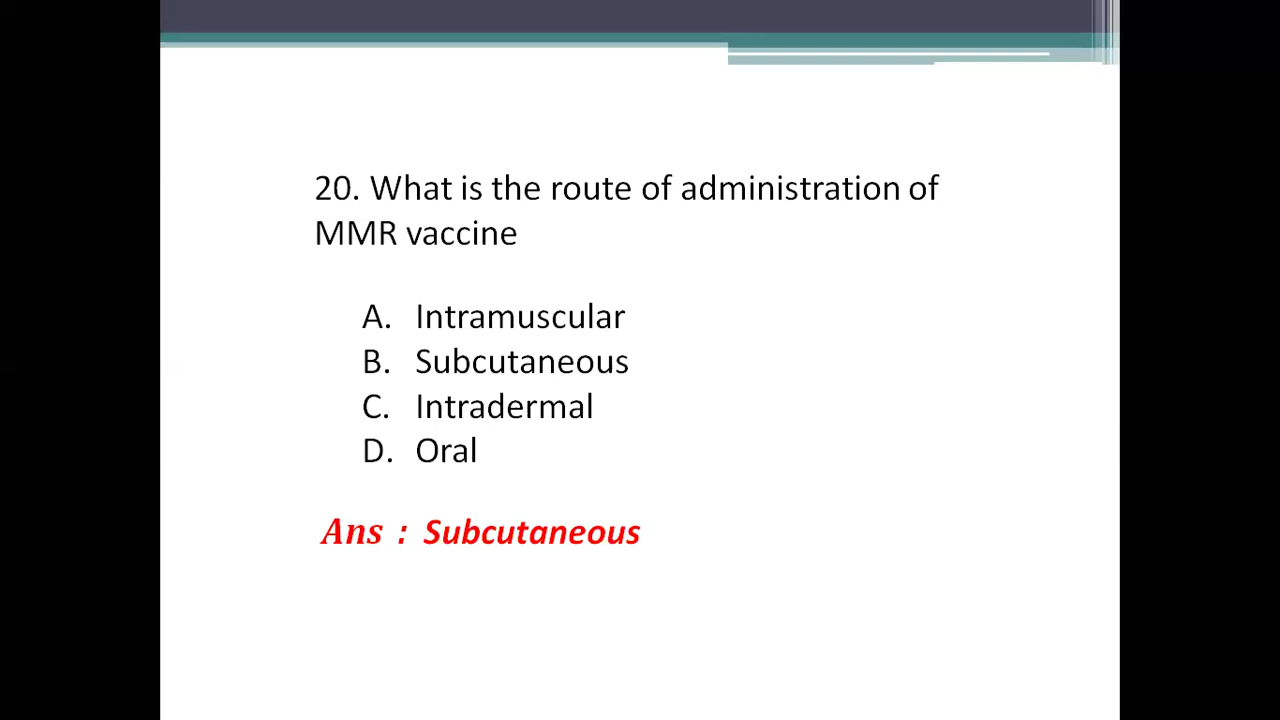 20. What is the route of administration of
MMR vaccine
A. Intramuscular
B. Subcutaneous
C. Intradermal
D. Oral
Ans : Subcutaneous